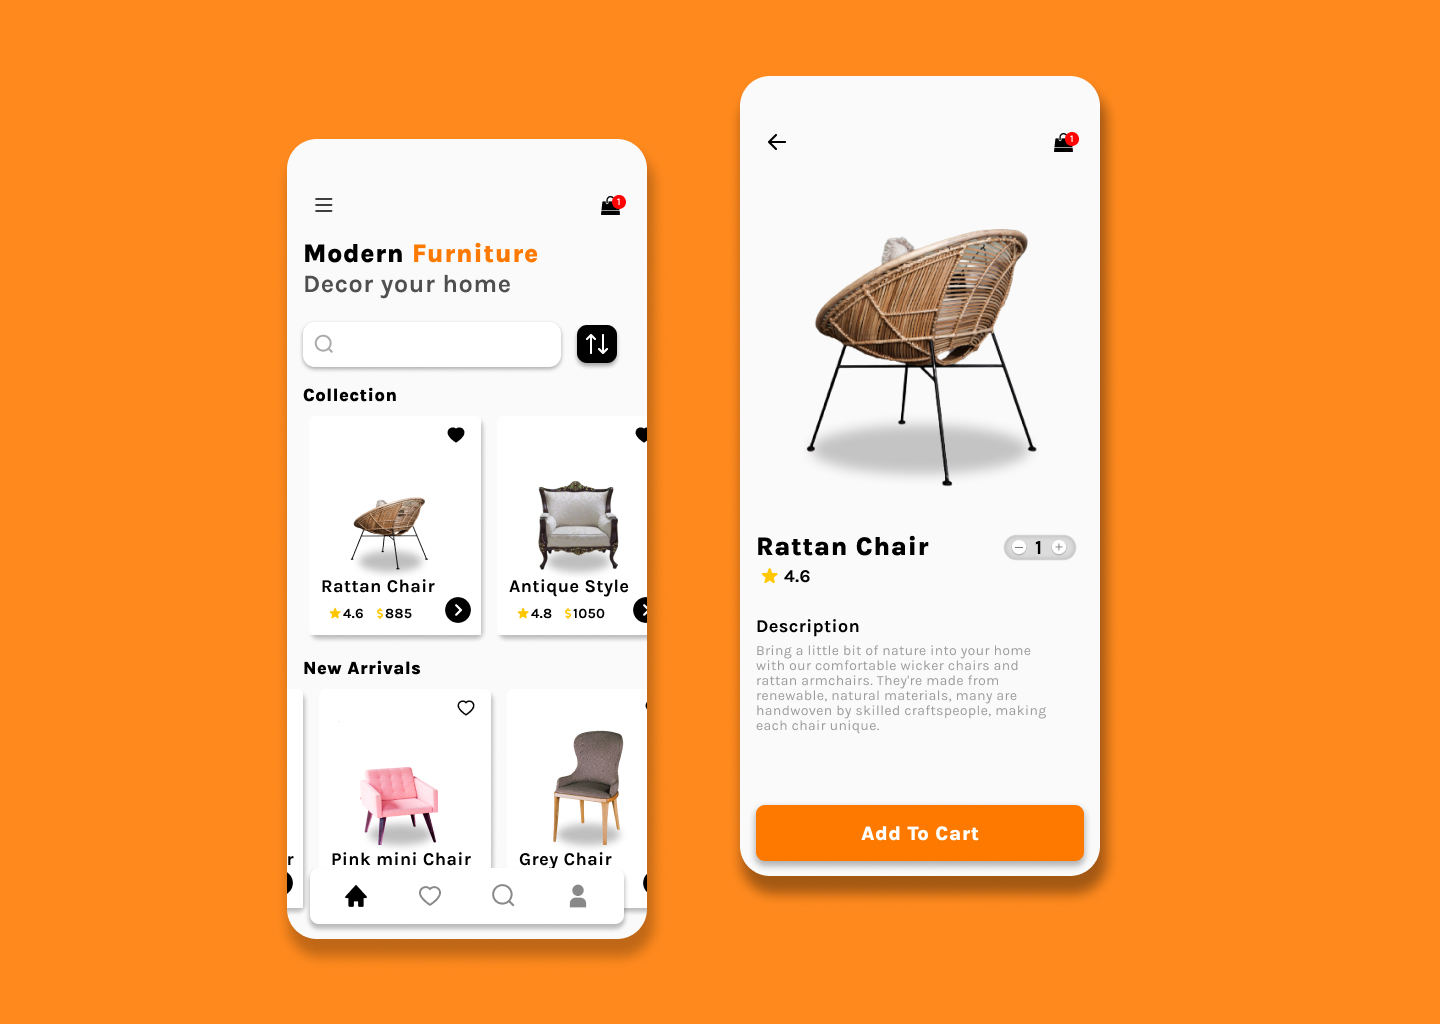 1
Modern Furniture
Decor your home
Collection
Rattan Chair
4.6 $885
Antique Style
4.8 $1050
New Arrivals
r
Pink mini Chair
Grey Chair
1
Rattan Chair
1
4.6
Description
Bring a little bit of nature into your home
with our comfortable wicker chairs and
rattan armchairs. They're made from
renewable, natural materials, many are
handwoven by skilled craftspeople, making
each chair unique.
Add To Cart